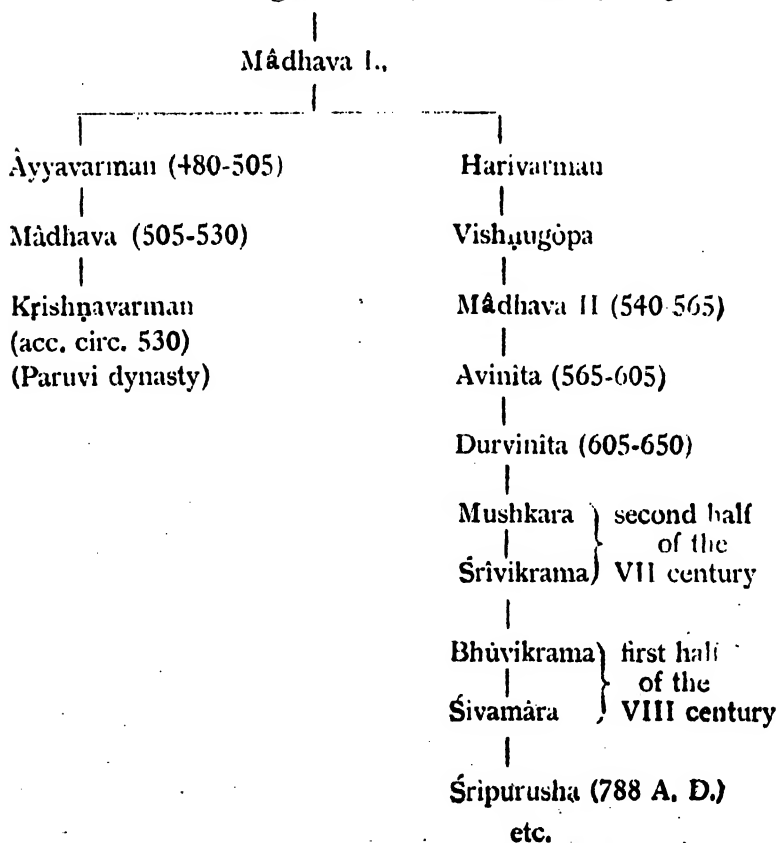 Mâdhava I.,
Âyyavarman (480-505) Harivarman
Mâdhava (505-530) Vishṇugôpa
Kṛishṇavarman Mâdhava II (540-565)
(acc. circ. 530)
(Paruvi dynasty) Avinita (565-605)
Durvinita (605-650)
Mushkara second half
of the
Śrîvikrama VII century
Bhûvikrama first half
of the
Śivamâra VIII century
Śripurusha (788 A. D.)
etc.